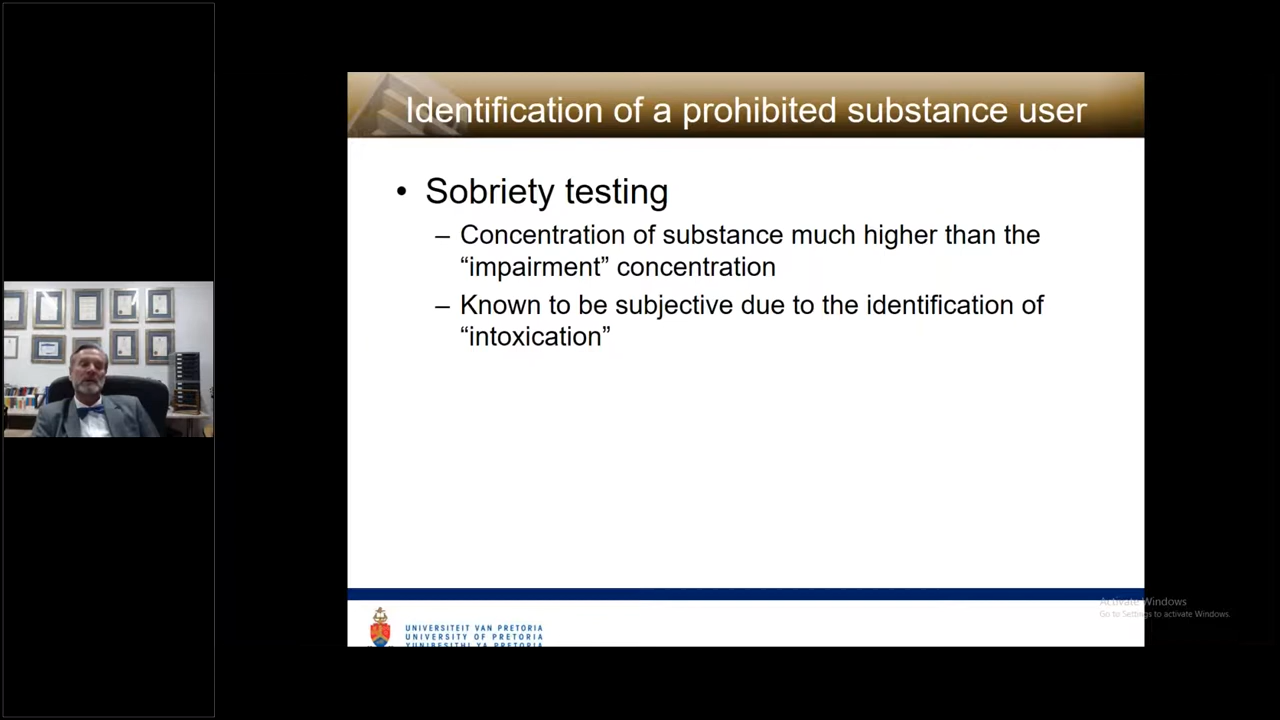 Identification of a prohibited substance user
• Sobriety testing
– Concentration of substance much higher than the
“impairment” concentration
– Known to be subjective due to the identification of
“intoxication”
Activate Windows
Go to Settings to activate Windows.
UNIVERSITEIT VAN PRETORIA
UNIVERSITY OF PRETORIA
YUNIBESITHI YA PRETORIA